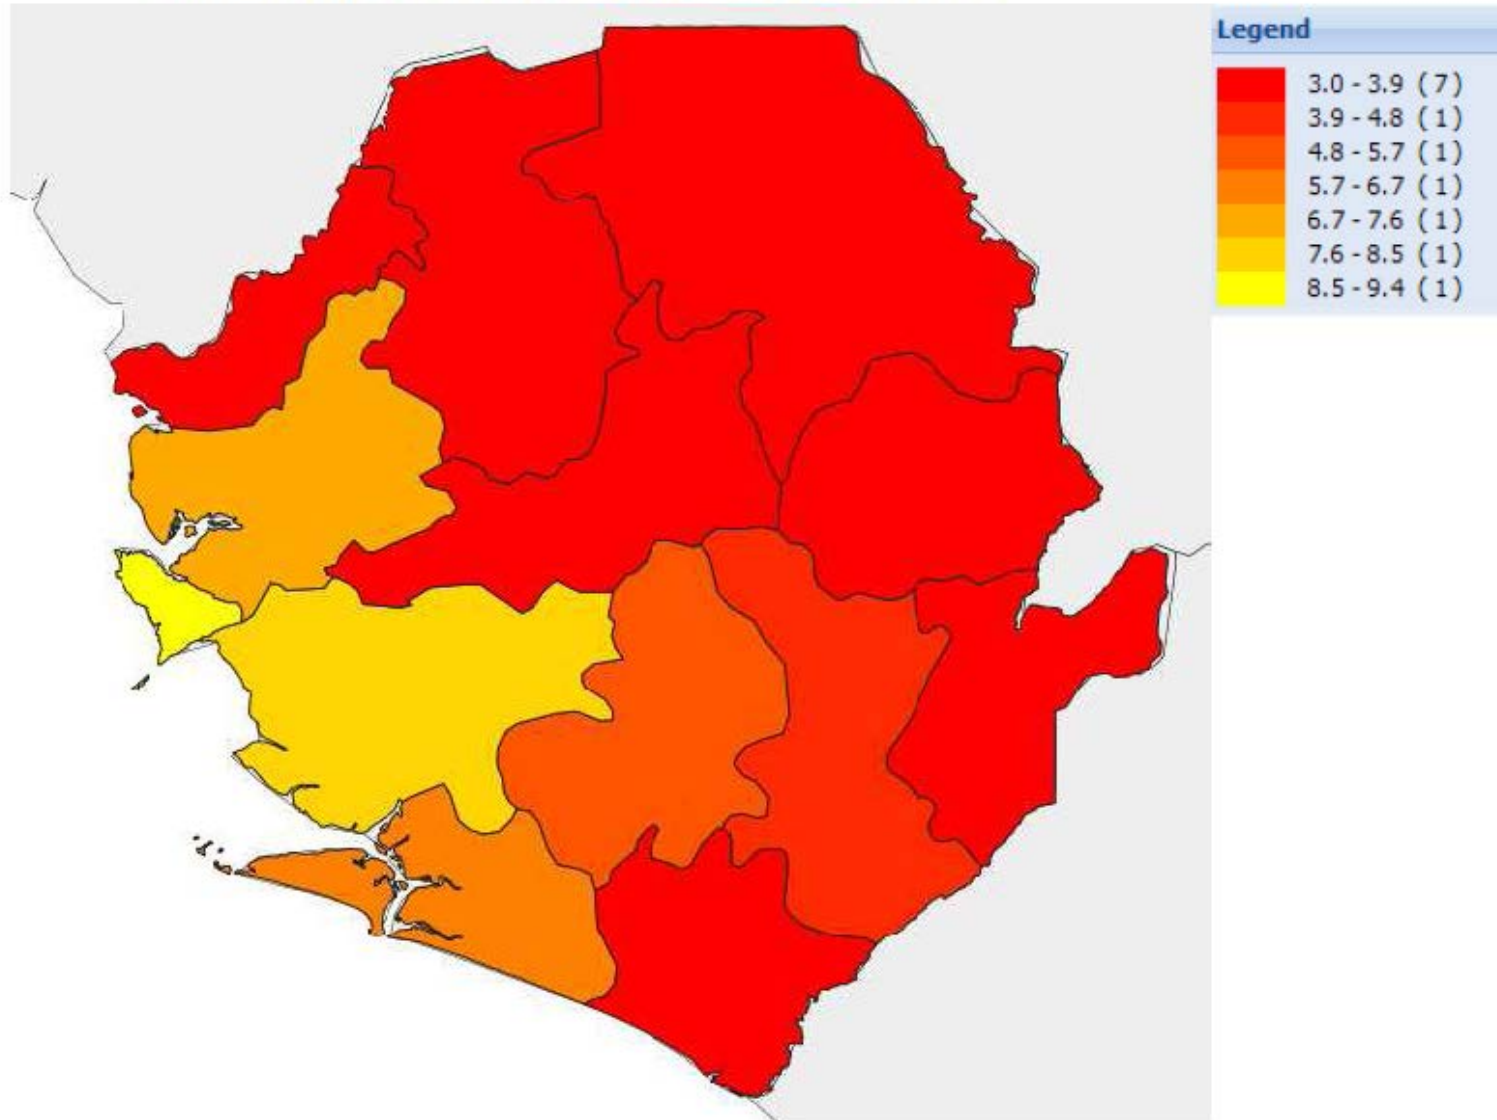 Legend
3.0 - 3.9 ( 7 )
3.9 - 4.8 ( 1 )
4.8 - 5.7 ( 1 )
5.7 - 6.7 ( 1 )
6.7 - 7.6 ( 1 )
7.6 - 8.5 ( 1 )
8.5 - 9.4 ( 1 )